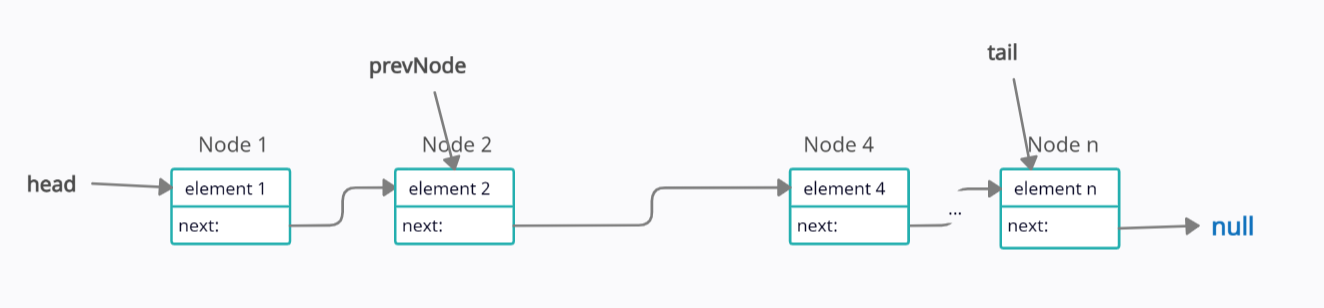 prevNode
tail
Node 1
Node 2
Node 4
Node n
head
element 1
element 2
element 4
element n
next:
next:
next:
...
next:
null